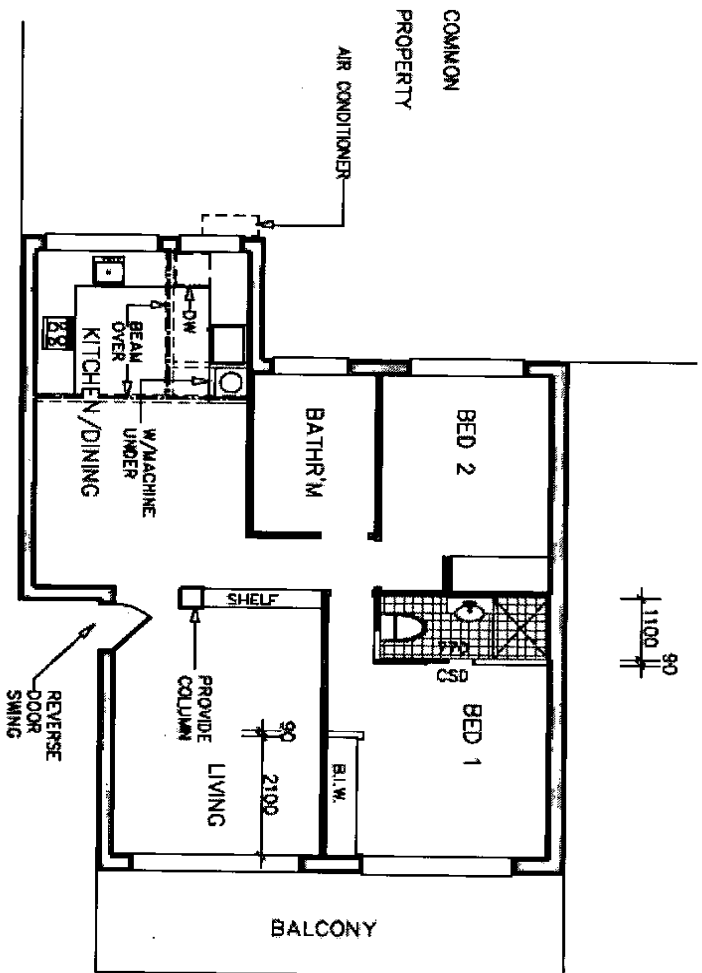 COMMON
PROPERTY
AIR CONDITIONER
DW
BEAM
OVER
KITCHEN/DINING
W/MACHINE
UNDER
BATHR'M
BED 2
SHELF
1100
90
CSD
BED 1
PROVIDE
COLUMN
REVERSE
DOOR
SWING
90
2100
LIVING
B.I.W.
BALCONY